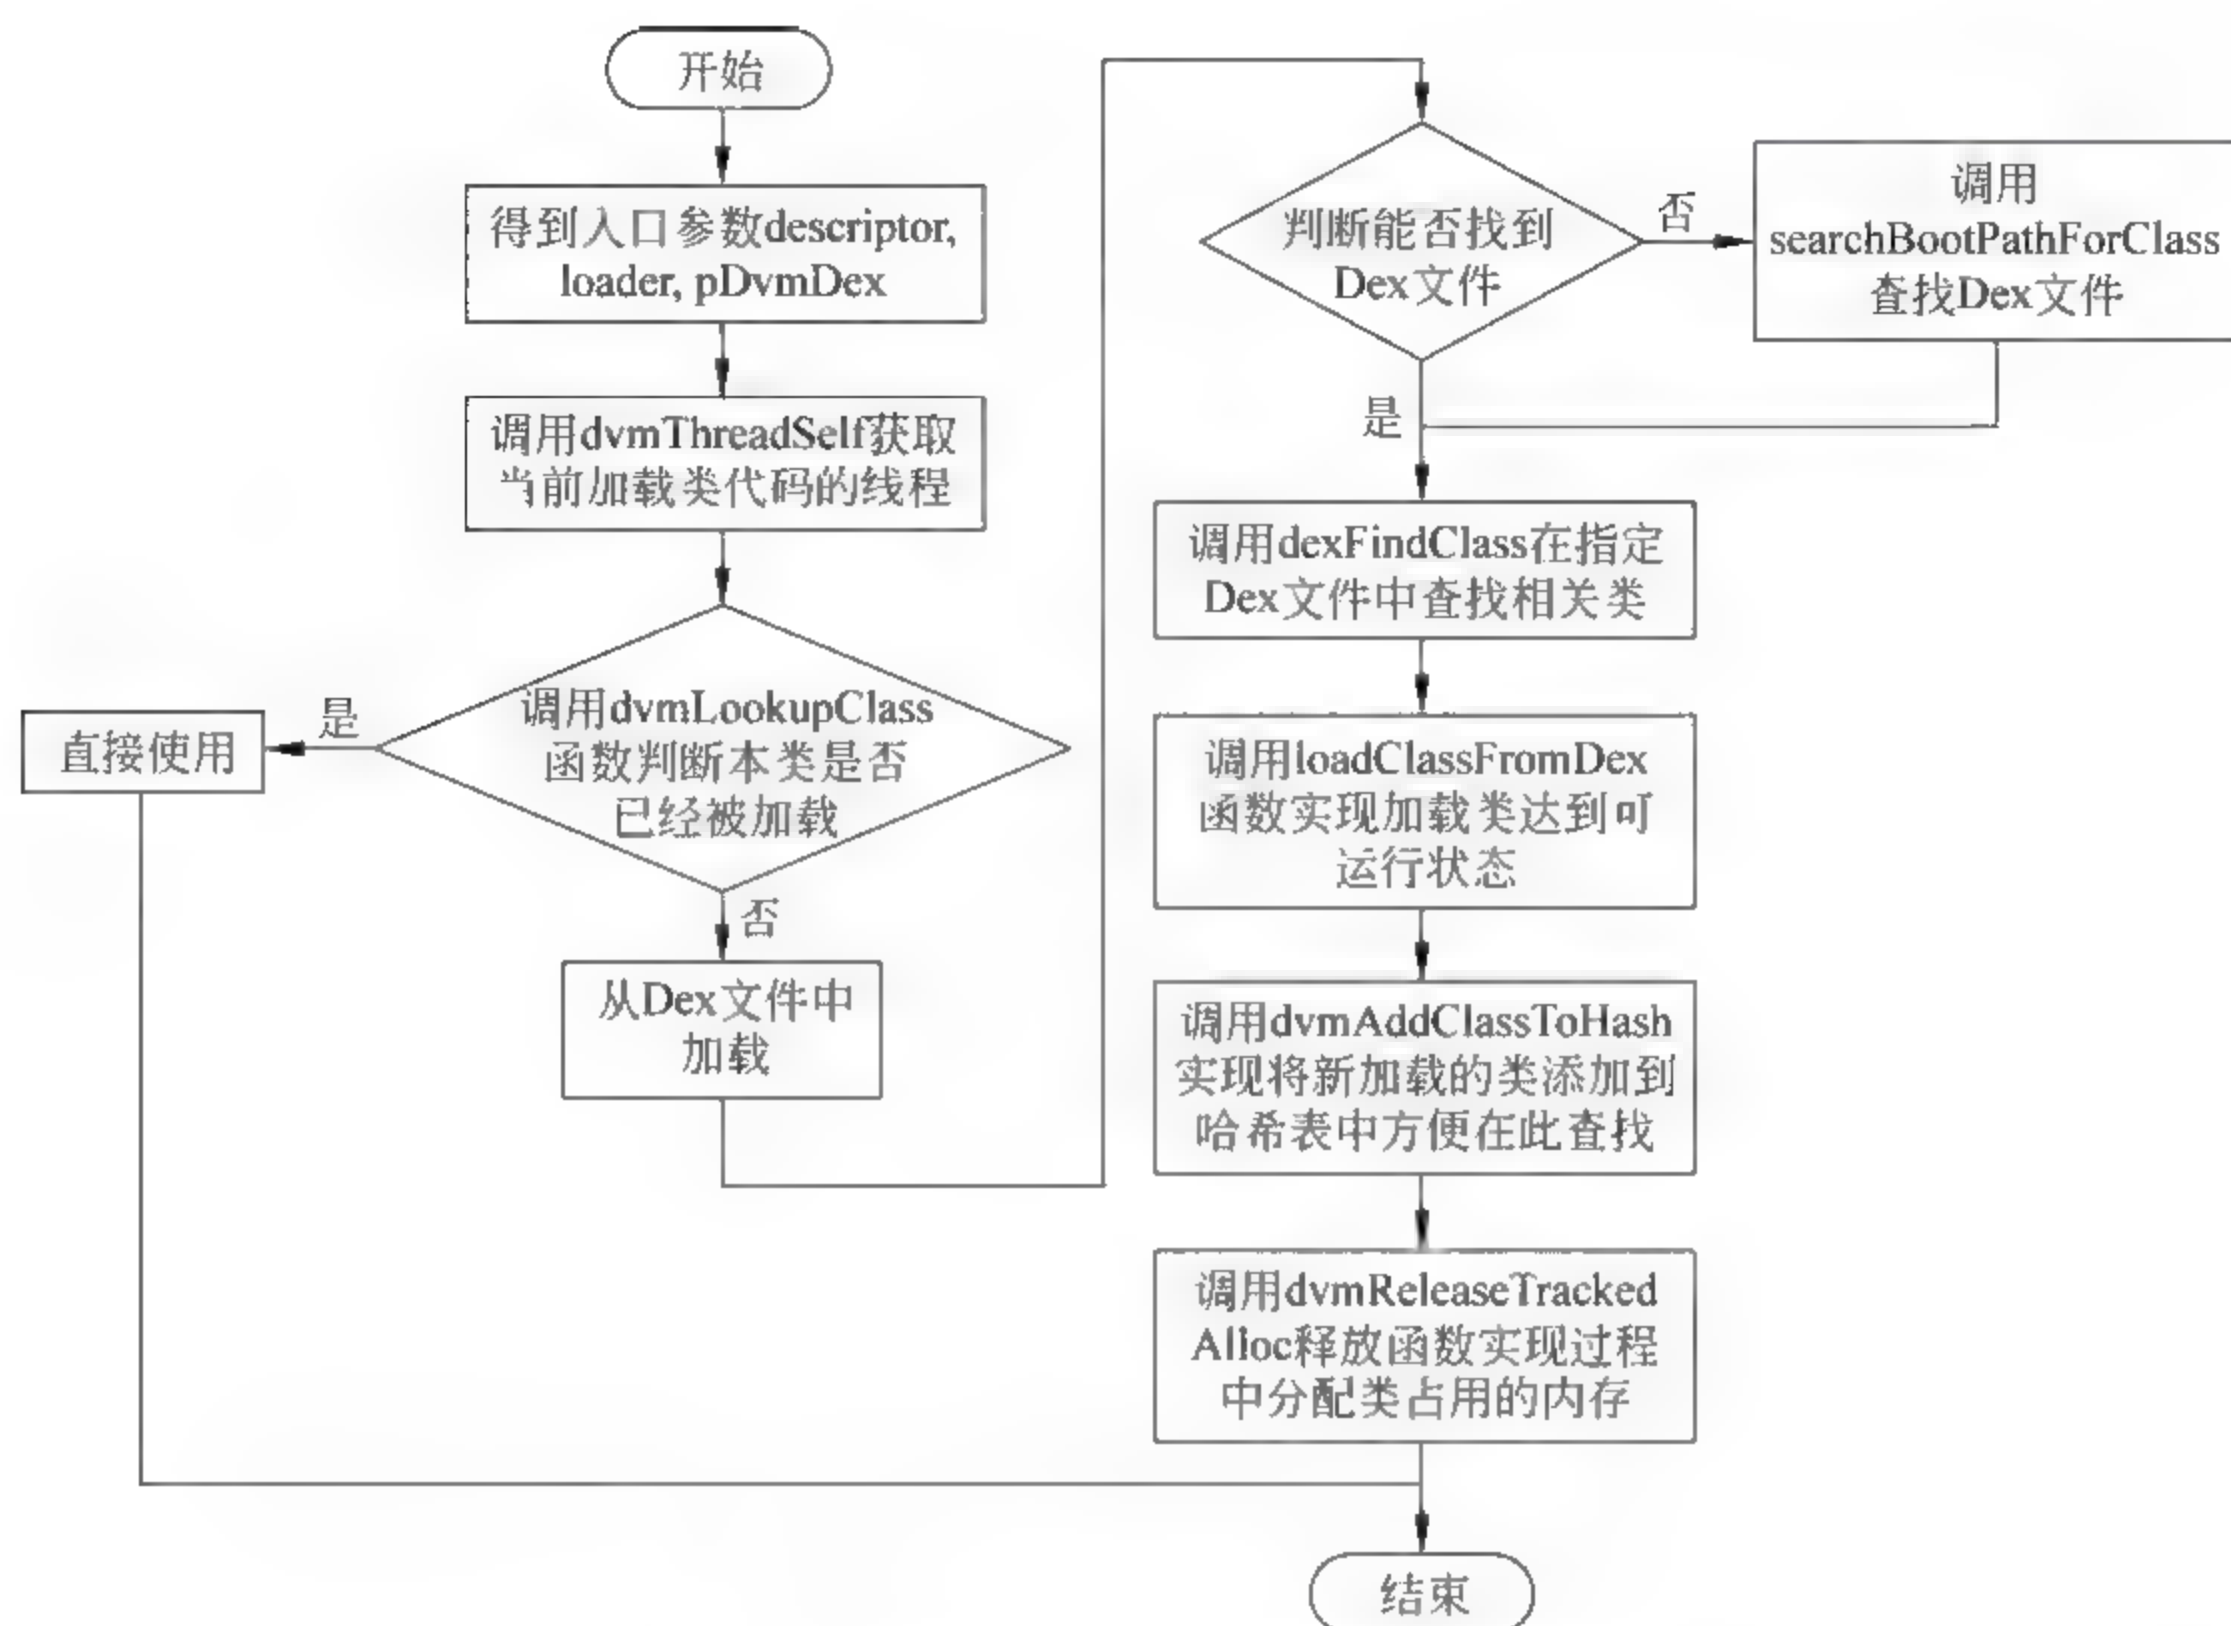 开始
得到入口参数descriptor,
loader, pDvmDex
调用dvmThreadSelf获取
当前加载类代码的线程
调用dvmLookupClass
函数判断本类是否
已经被加载
是
直接使用
否
从Dex文件中
加载
判断能否找到
Dex文件
否
调用
searchBootPathForClass
查找Dex文件
是
调用dexFindClass在指定
Dex文件中查找相关类
调用loadClassFromDex
函数实现加载类达到可
运行状态
调用dvmAddClassToHash
实现将新加载的类添加到
哈希表中方便在此查找
调用dvmReleaseTracked
Alloc释放函数实现过程
中分配类占用的内存
结束